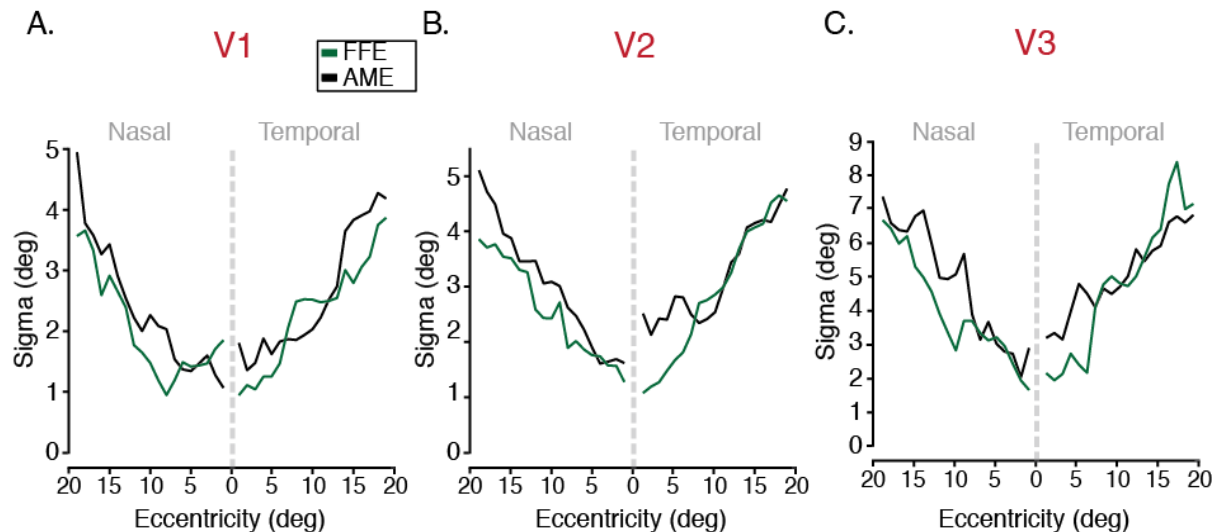 A.
V1
FFE
AME
Nasal
Temporal
Sigma (deg)
5
4
3
2
1
0
20 15 10 5 0 5 10 15 20
Eccentricity (deg)
B.
V2
Nasal
Temporal
Sigma (deg)
5
4
3
2
1
0
20 15 10 5 0 5 10 15 20
Eccentricity (deg)
C.
V3
Nasal
Temporal
Sigma (deg)
9
8
7
6
5
4
3
2
1
0
20 15 10 5 0 5 10 15 20
Eccentricity (deg)